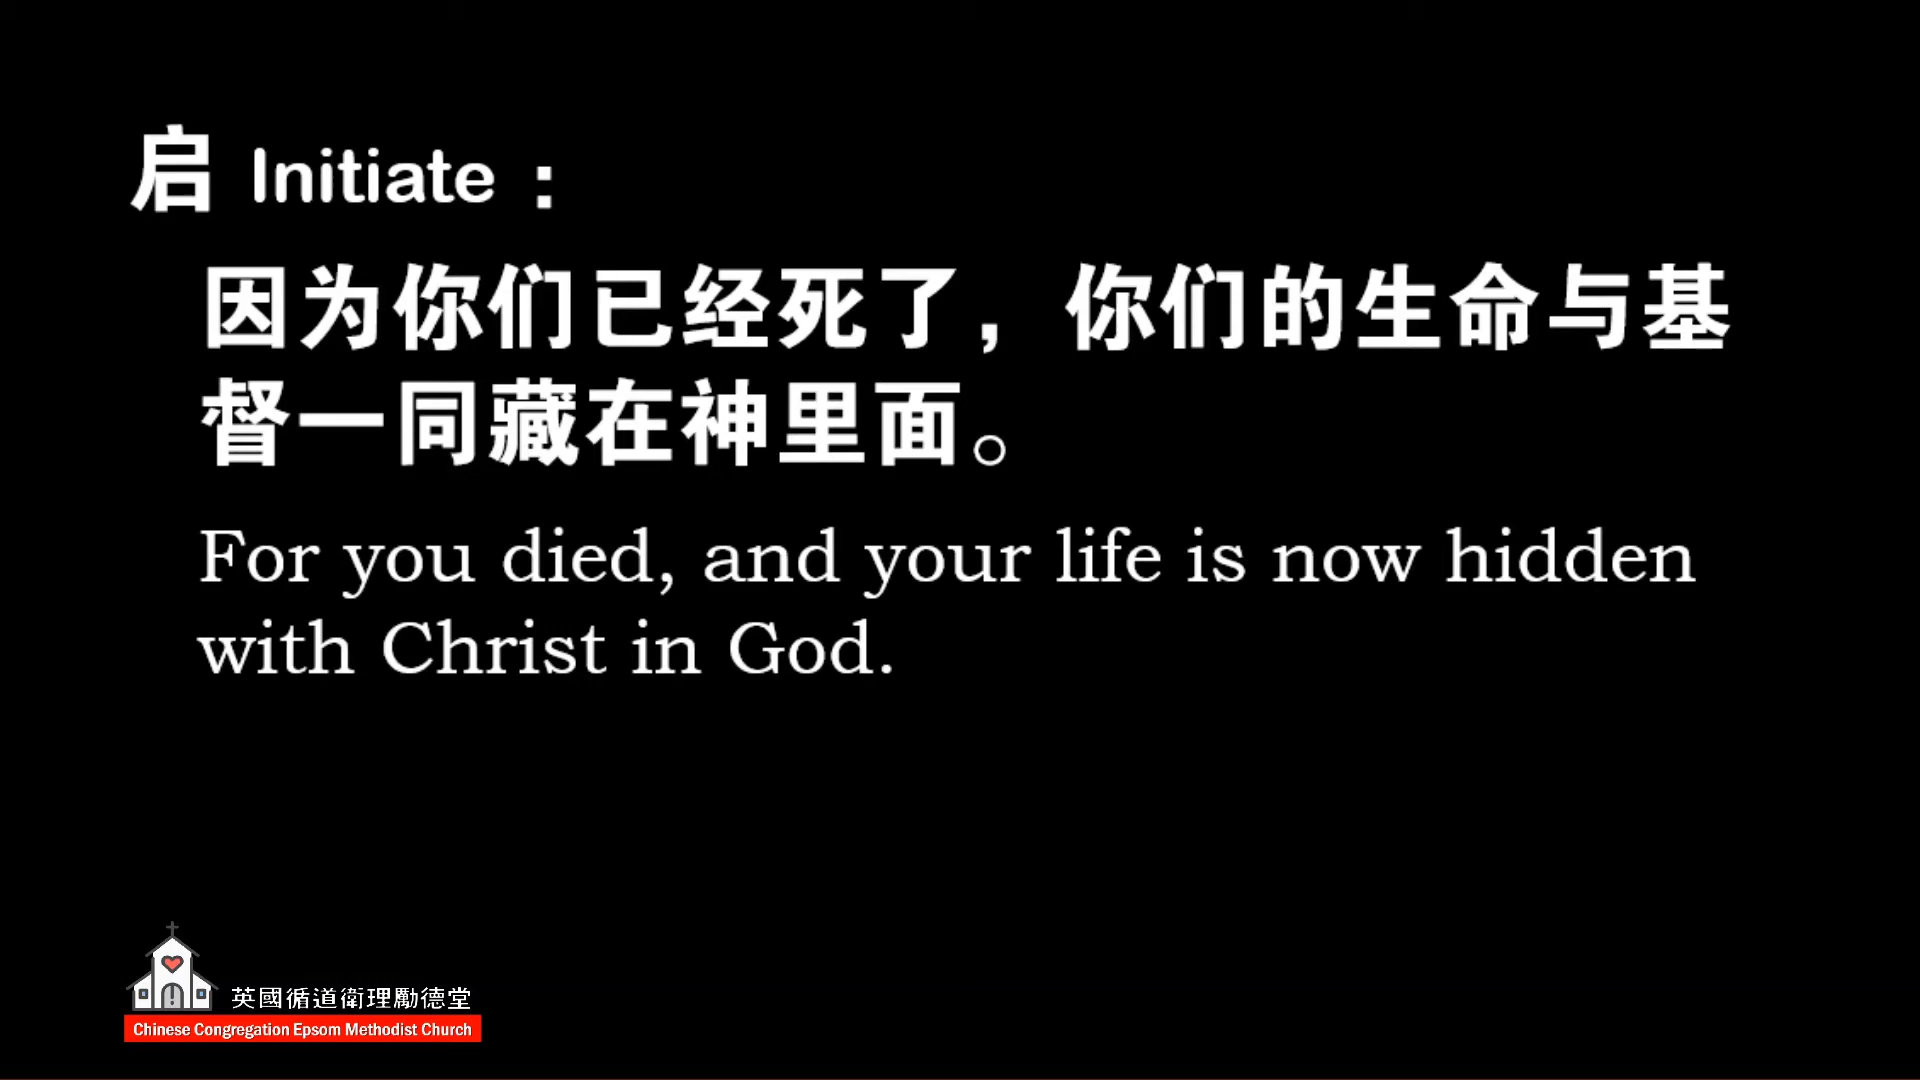 启 Initiate：
因为你们已经死了，你们的生命与基
督一同藏在神里面。
For you died, and your life is now hidden
with Christ in God.
英國循道衛理勵德堂
Chinese Congregation Epsom Methodist Church